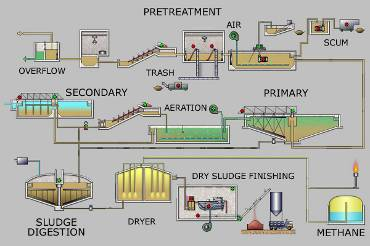 PRETREATMENT
AIR
SCUM
OVERFLOW
TRASH
SECONDARY
AERATION
PRIMARY
DRY SLUDGE FINISHING
SLUDGE
DIGESTION
DRYER
METHANE